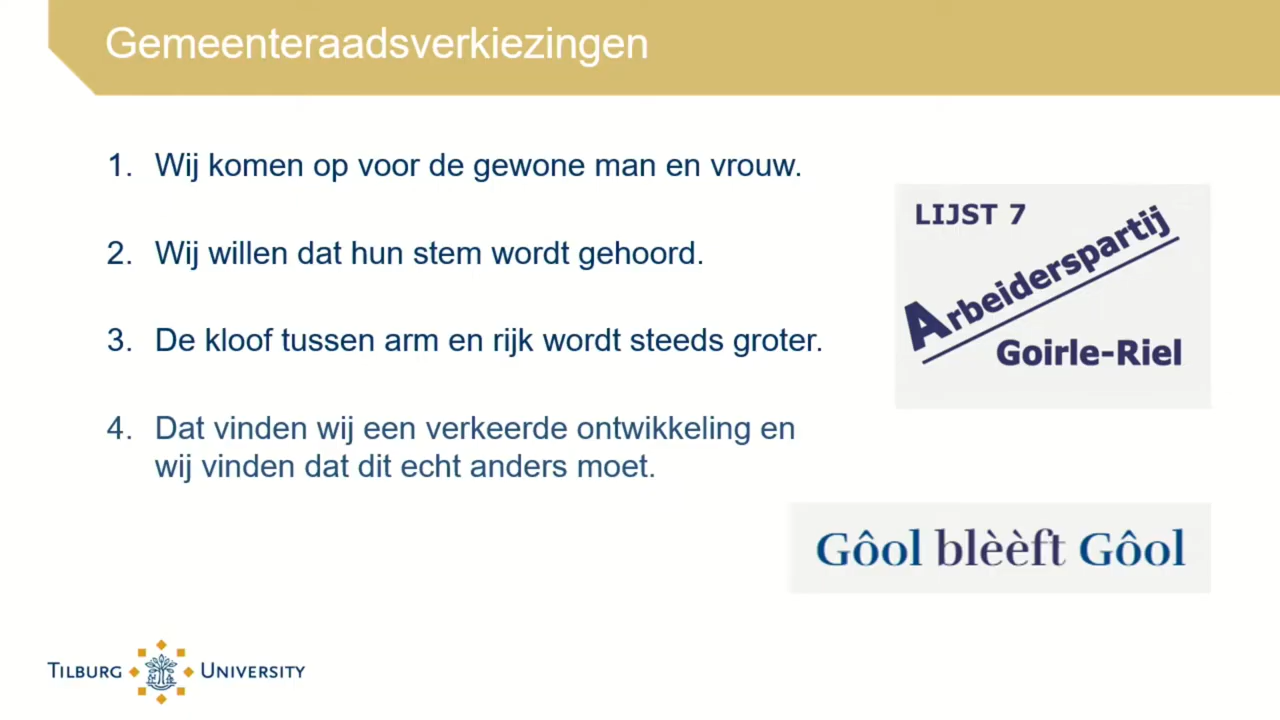 Gemeenteraadsverkiezingen
1. Wij komen op voor de gewone man en vrouw.
2. Wij willen dat hun stem wordt gehoord.
3. De kloof tussen arm en rijk wordt steeds groter.
4. Dat vinden wij een verkeerde ontwikkeling en
wij vinden dat dit echt anders moet.
LIJST 7
Arbeiderspartij
Goirle-Riel
Gôol blèèft Gôol
TILBURG UNIVERSITY